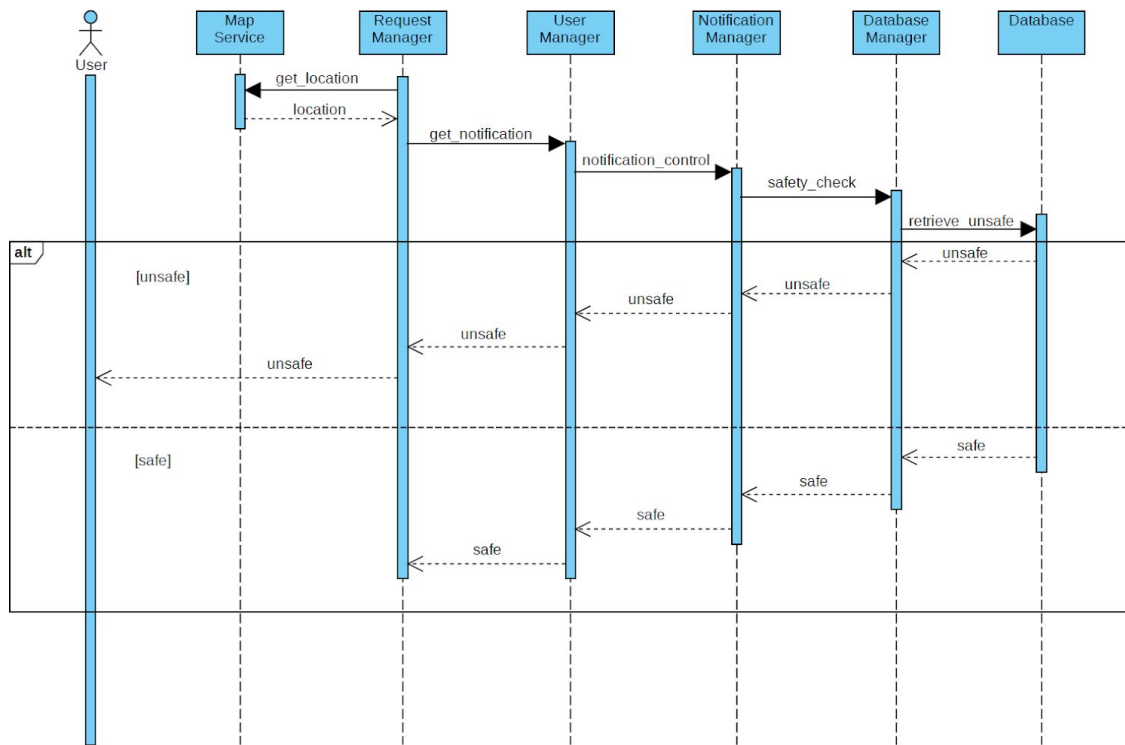 Map
Service
Request
Manager
User
Manager
Notification
Manager
Database
Manager
Database
User
get_location
location
get_notification
notification_control
safety_check
retrieve_unsafe
alt
unsafe
[unsafe]
unsafe
unsafe
unsafe
unsafe
safe
[safe]
safe
safe
safe